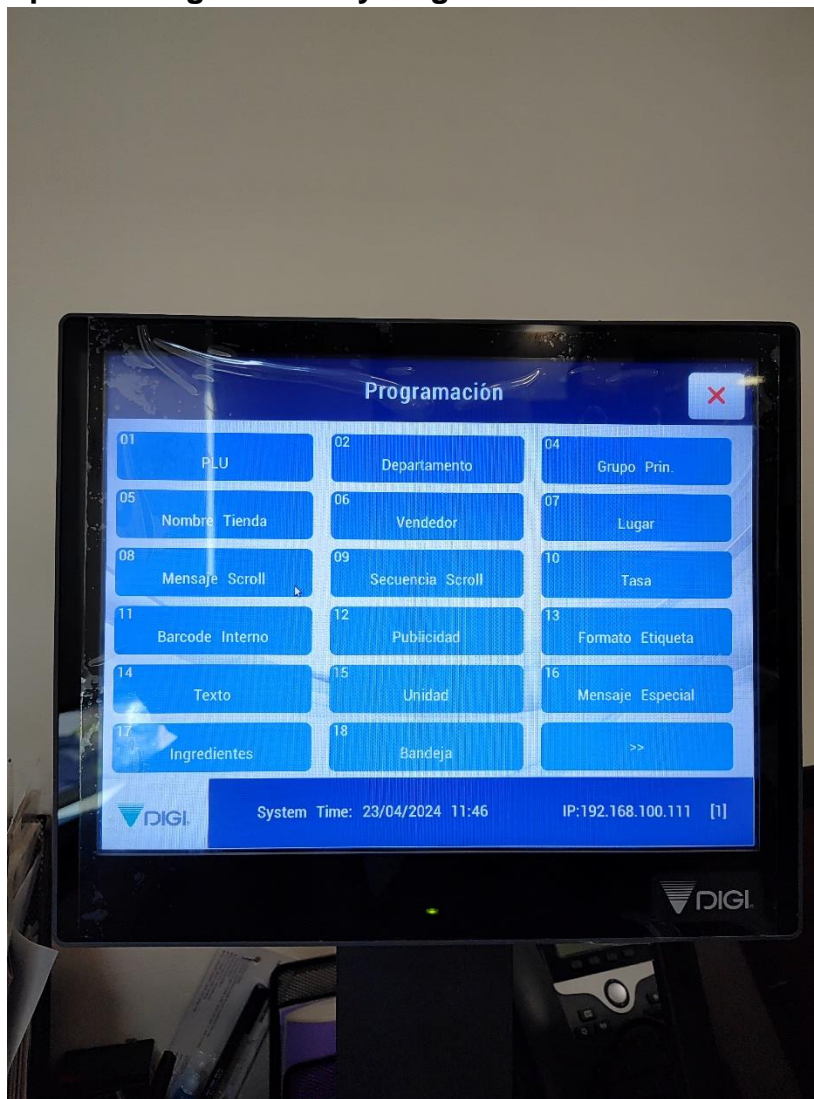 Programación
01 PLU
02 Departamento
04 Grupo Prin.
05 Nombre Tienda
06 Vendedor
07 Lugar
08 Mensaje Scroll
09 Secuencia Scroll
10 Tasa
11 Barcode Interno
12 Publicidad
13 Formato Etiqueta
14 Texto
15 Unidad
16 Mensaje Especial
17 Ingredientes
18 Bandeja
>>
DIGI
System Time: 23/04/2024 11:46 IP:192.168.100.111 [1]
DIGI